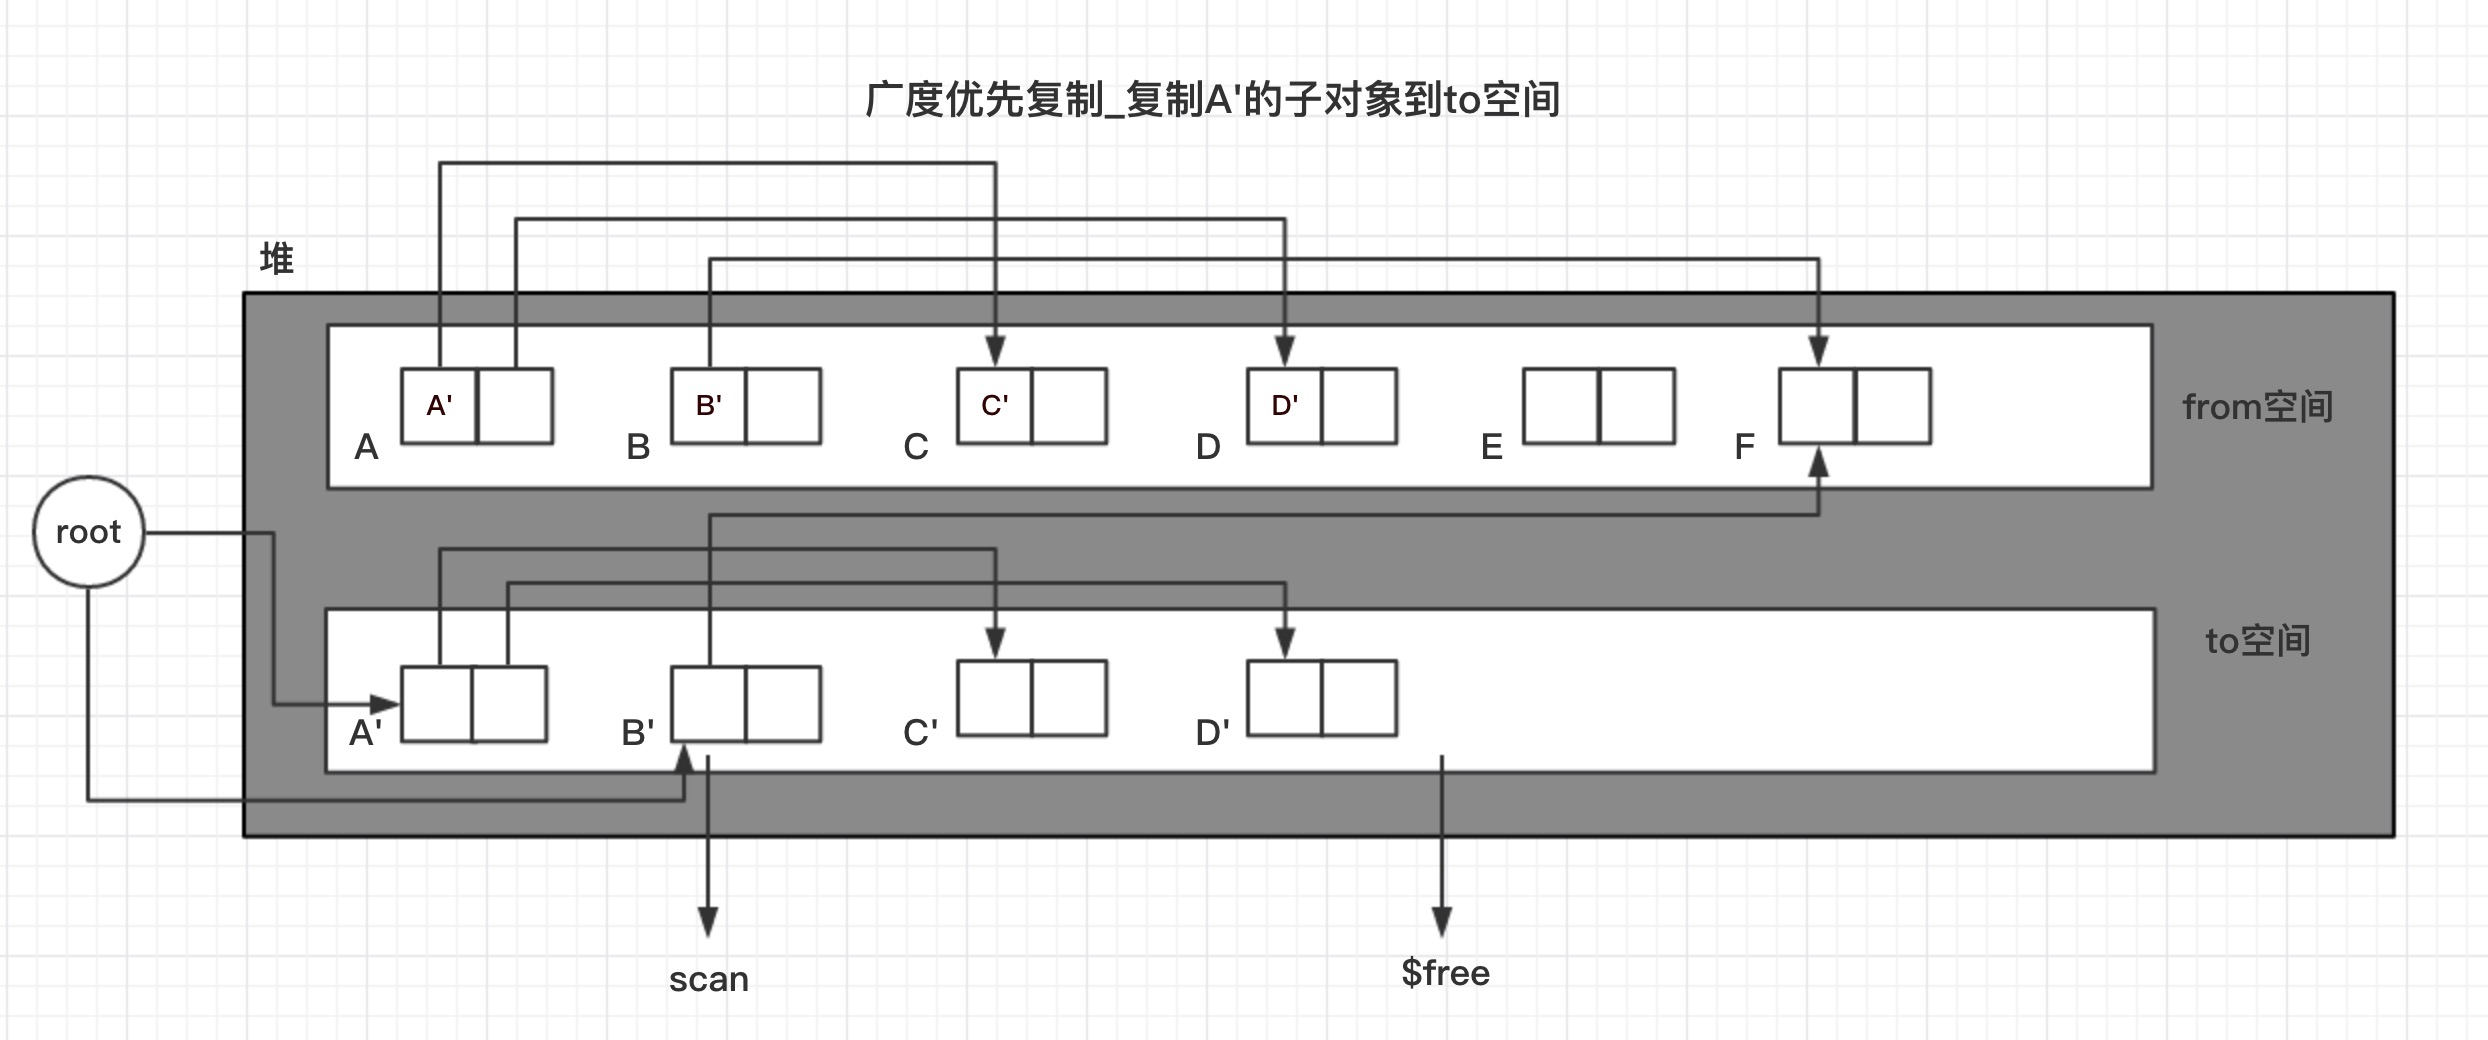 广度优先复制_复制A'的子对象到to空间
堆
A' B' C' D'
A B C D E F
from空间
root
to空间
A' B' C' D'
scan
$free